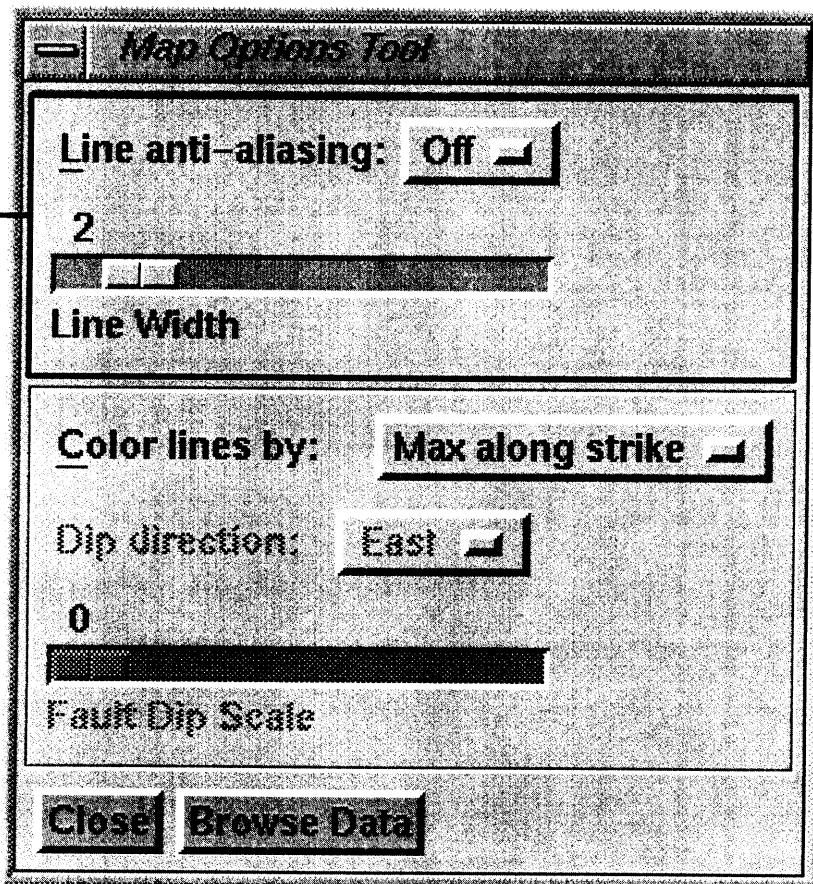 Map Options Tool
Line anti-aliasing: Off
2
Line Width
Color lines by: Max along strike
Dip direction: East
0
Fault Dip Scale
Close Browse Data